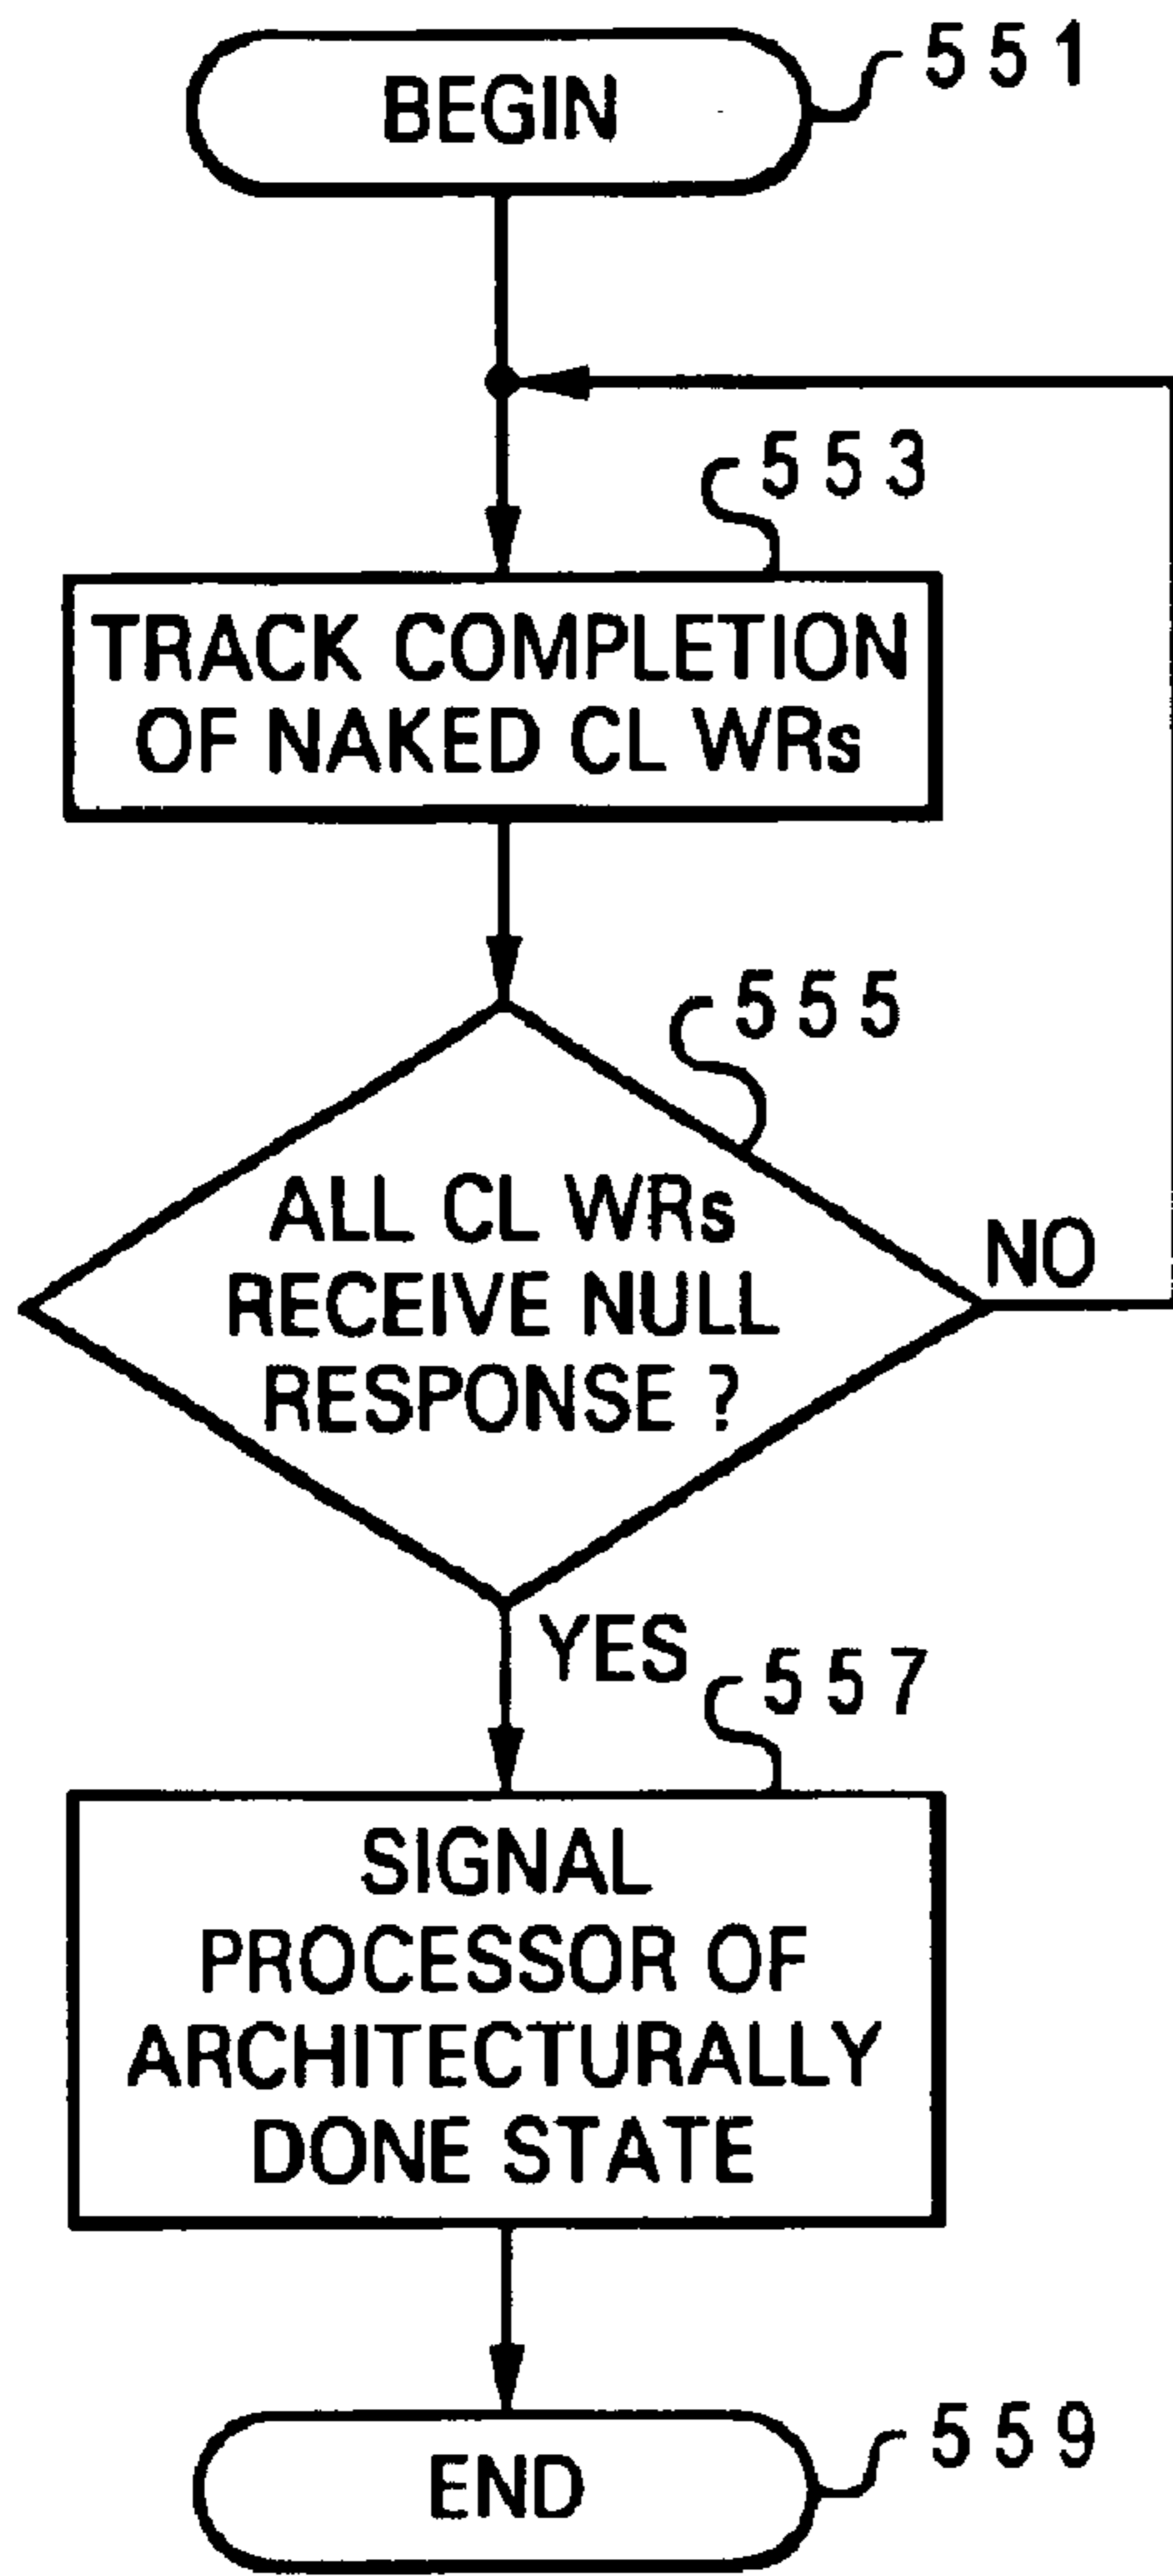 BEGIN
551
553
TRACK COMPLETION
OF NAKED CL WRs
555
ALL CL WRs
RECEIVE NULL
RESPONSE ?
NO
YES
557
SIGNAL
PROCESSOR OF
ARCHITECTURALLY
DONE STATE
END
559